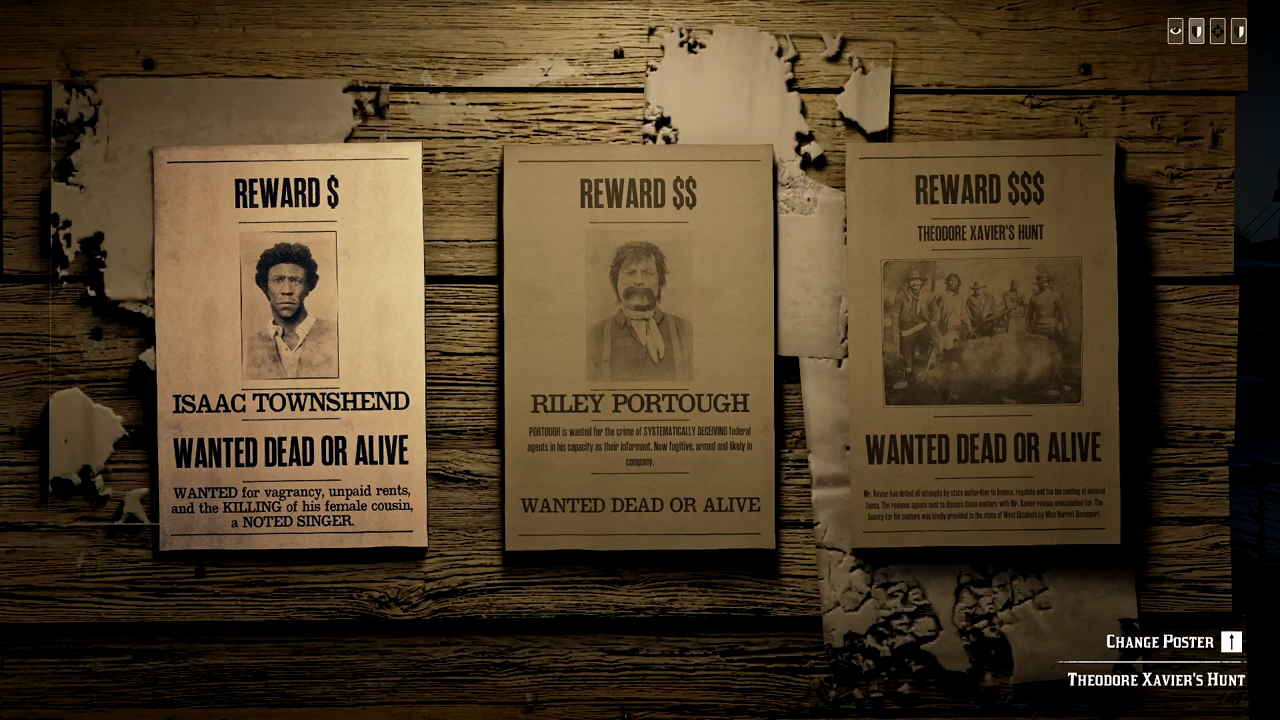 REWARD $
ISAAC TOWNSHEND
WANTED DEAD OR ALIVE
WANTED for vagrancy, unpaid rents,
and the KILLING of his female cousin,
a NOTED SINGER.
REWARD $$
RILEY PORTOUGH
PORTOUGH is wanted for the crime of SYSTEMATICALLY DECEIVING federal
agents in his capacity as their informant. Now fugitive, armed and likely in
company.
WANTED DEAD OR ALIVE
REWARD $$$
THEODORE XAVIER'S HUNT
WANTED DEAD OR ALIVE
Mr. Xavier has defied all attempts by state authorities to license, regulate and tax his hunting of unusual
fauna. The revenue agents sent to discuss these matters with Mr. Xavier remain unaccounted for. The
bounty for his capture was kindly provided to the state of West Elizabeth by Miss Harriet Davenport.
CHANGE POSTER
THEODORE XAVIER'S HUNT